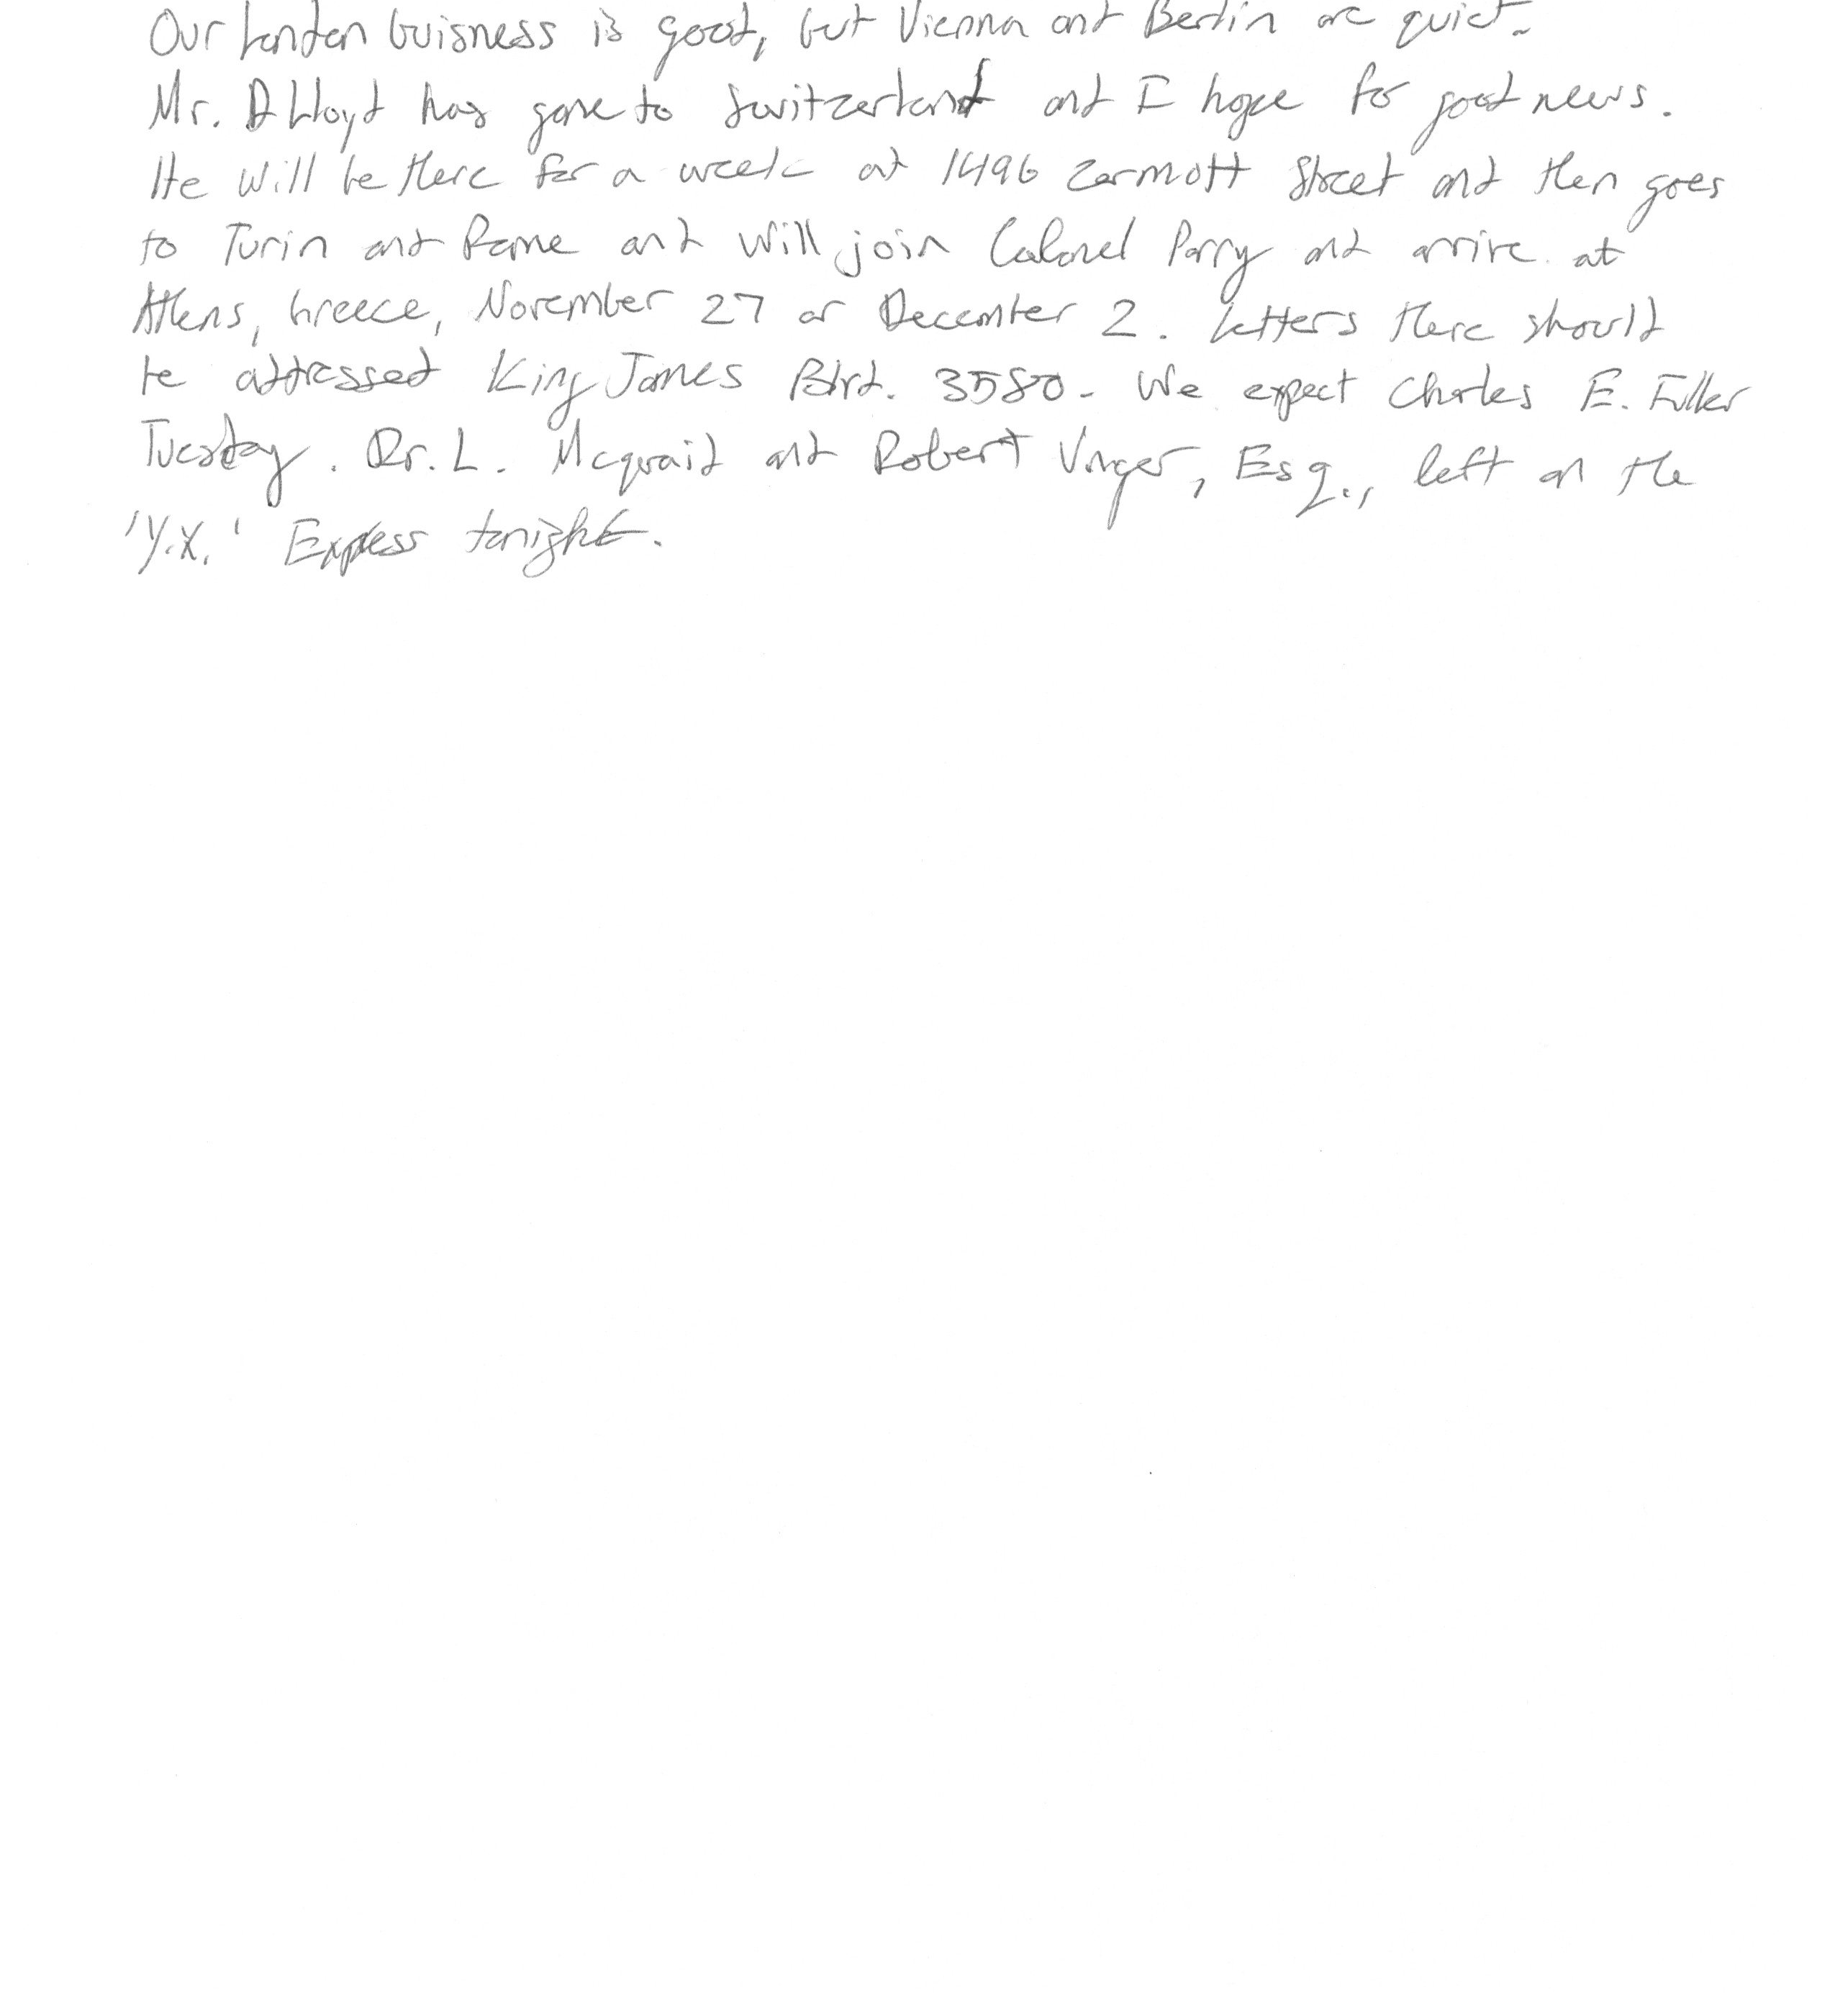 Our London buisness is good, but Vienna and Berlin are quiet.
Mr. D Lloyd has gone to Switzerland and I hope for good news.
He will be there for a week at 1496 Zermott Street and then goes
to Turin and Rome and will join Colonel Parry and arrive at
Athens, Greece, November 27 or December 2. Letters there should
be addressed King James Blvd. 3580. We expect Charles E. Fuller
Tuesday. Dr. L. Mcquaid and Robert Unger, Esq., left on the
'Y.X.' Express tonight.